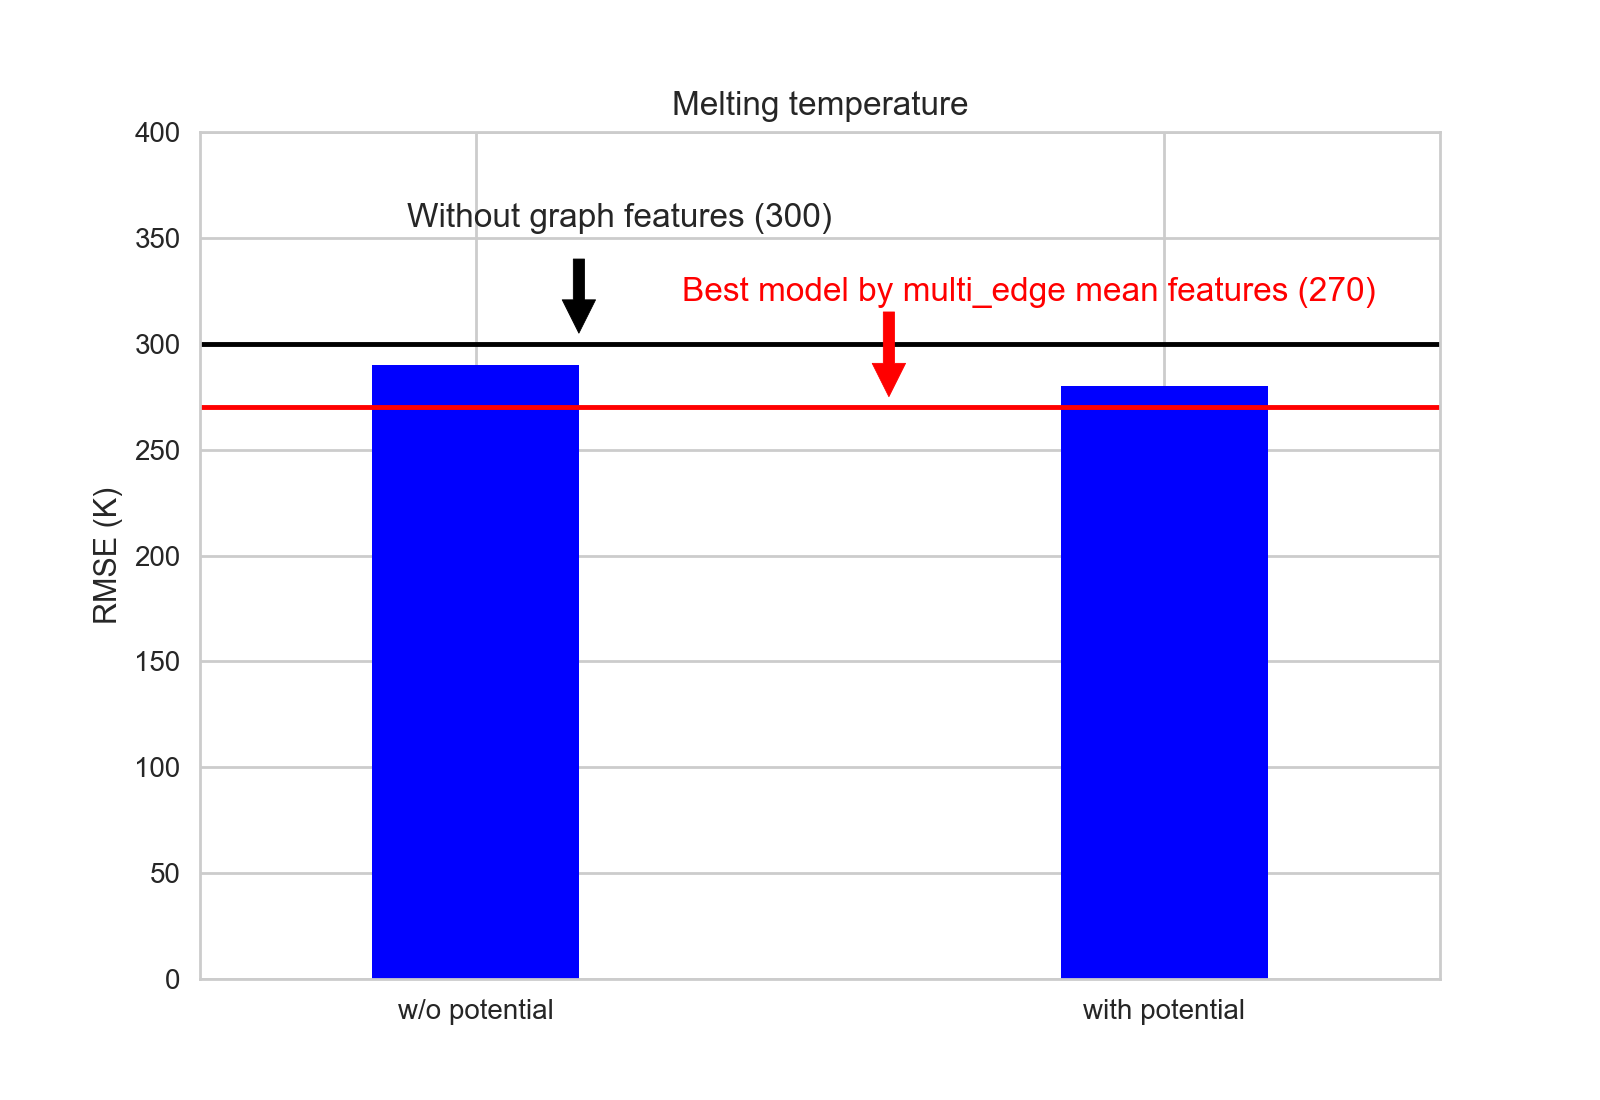 Melting temperature
400
Without graph features (300)
350
Best model by multi_edge mean features (270)
300
250
200
150
100
50
0
RMSE (K)
w/o potential
with potential